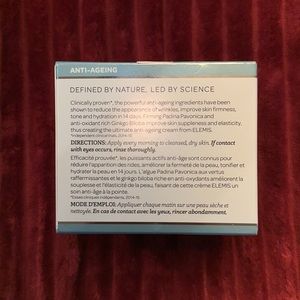 ANTI-AGEING
DEFINED BY NATURE, LED BY SCIENCE
Clinically proven*, the powerful anti-ageing ingredients have been
shown to reduce the appearance of wrinkles, improve skin firmness,
tone and hydration in 14 days. Firming Padina Pavonica and
anti-oxidant rich Ginkgo Biloba improve skin suppleness and elasticity,
thus creating the ultimate anti-ageing cream from ELEMIS.
*Independent clinical trials, 2014-15
DIRECTIONS: Apply every morning to cleansed, dry skin. If contact
with eyes occurs, rinse thoroughly.
Efficacité prouvée*, les puissants actifs anti-âge sont connus pour
réduire l'apparition des rides, améliorer la fermeté de la peau, tonifier et
hydrater la peau en 14 jours. L'algue Padina Pavonica aux vertus
raffermissantes et le ginkgo biloba riche en anti-oxydants améliorent la
souplesse et l'élasticité de la peau, faisant de cette crème ELEMIS un
soin anti-âge à la pointe.
*Essais cliniques indépendants, 2014-15
MODE D'EMPLOI: Appliquer chaque matin sur une peau sèche et
nettoyée. En cas de contact avec les yeux, rincer abondamment.